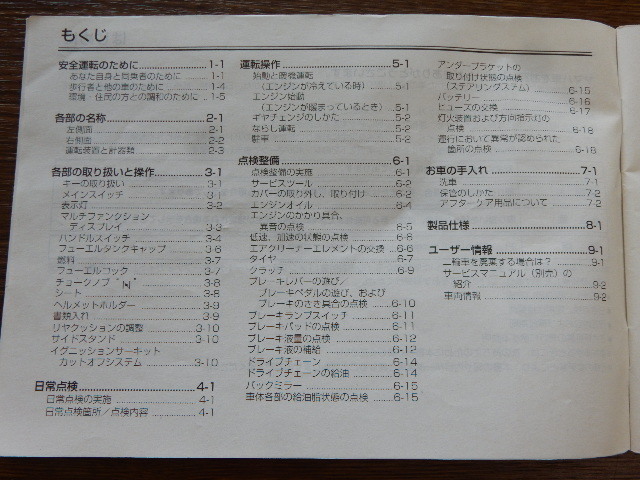 もくじ
安全運転のために 1-1
あなた自身と同乗者のために 1-1
歩行者と他の車のために 1-4
環境・住民の方との調和のために 1-5
各部の名称 2-1
左側面 2-1
右側面 2-2
運転装置と計器類 2-3
各部の取り扱いと操作 3-1
キーの取り扱い 3-1
メインスイッチ 3-1
表示灯 3-2
マルチファンクション
ディスプレイ 3-3
ハンドルスイッチ 3-4
フューエルタンクキャップ 3-6
燃料 3-7
フューエルコック 3-7
チョークノブ 3-8
シート 3-8
ヘルメットホルダー 3-9
書類入れ 3-9
リヤクッションの調整 3-10
サイドスタンド 3-10
イグニッションサーキット
カットオフシステム 3-10
日常点検 4-1
日常点検の実施 4-1
日常点検箇所/点検内容 4-1
運転操作 5-1
始動と暖機運転
(エンジンが冷えている時) 5-1
エンジン始動
(エンジンが暖まっているとき) 5-1
ギヤチェンジのしかた 5-2
ならし運転 5-2
駐車 5-2
点検整備 6-1
点検整備の実施 6-1
サービスツール 6-2
カバーの取り外し、取り付け 6-2
エンジンオイル 6-4
エンジンのかかり具合、
異音の点検 6-5
低速、加速の状態の点検 6-6
エアクリーナーエレメントの交換 6-6
タイヤ 6-7
クラッチ 6-9
ブレーキレバーの遊び/
ブレーキペダルの遊び、および
ブレーキのきき具合の点検 6-10
ブレーキランプスイッチ 6-11
ブレーキパッドの点検 6-11
ブレーキ液量の点検 6-12
ブレーキ液の補給 6-12
ドライブチェーン 6-14
ドライブチェーンの給油 6-14
バックミラー 6-15
車体各部の給油脂状態の点検 6-15
アンダーブラケットの
取り付け状態の点検
(ステアリングステム) 6-15
バッテリー 6-16
ヒューズの交換 6-17
灯火装置および方向指示灯の
点検 6-18
運行において異常が認められた
箇所の点検 6-18
お車の手入れ 7-1
洗車 7-1
保管のしかた 7-2
アフターケア用品について 7-2
製品仕様 8-1
ユーザー情報 9-1
二輪車を廃棄する場合は? 9-1
サービスマニュアル(別売)の
紹介 9-2
車両情報 9-2